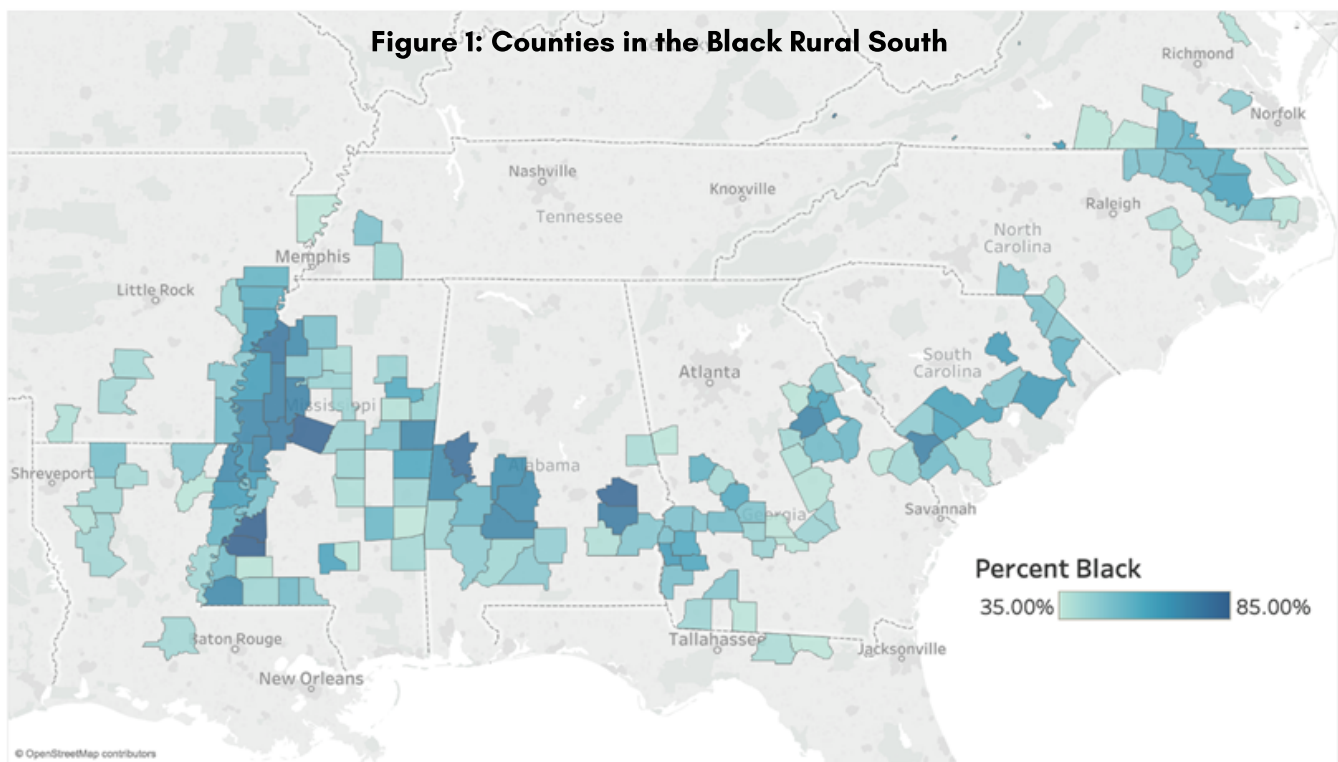 Figure 1: Counties in the Black Rural South
Richmond
Norfolk
Nashville
Knoxville
Tennessee
Raleigh
North
Carolina
Memphis
Little Rock
Atlanta
South
Carolina
Mississippi
Shreveport
Alabama
Georgia
Savannah
Percent Black
35.00%
85.00%
Baton Rouge
Tallahassee
Jacksonville
New Orleans
© OpenStreetMap contributors